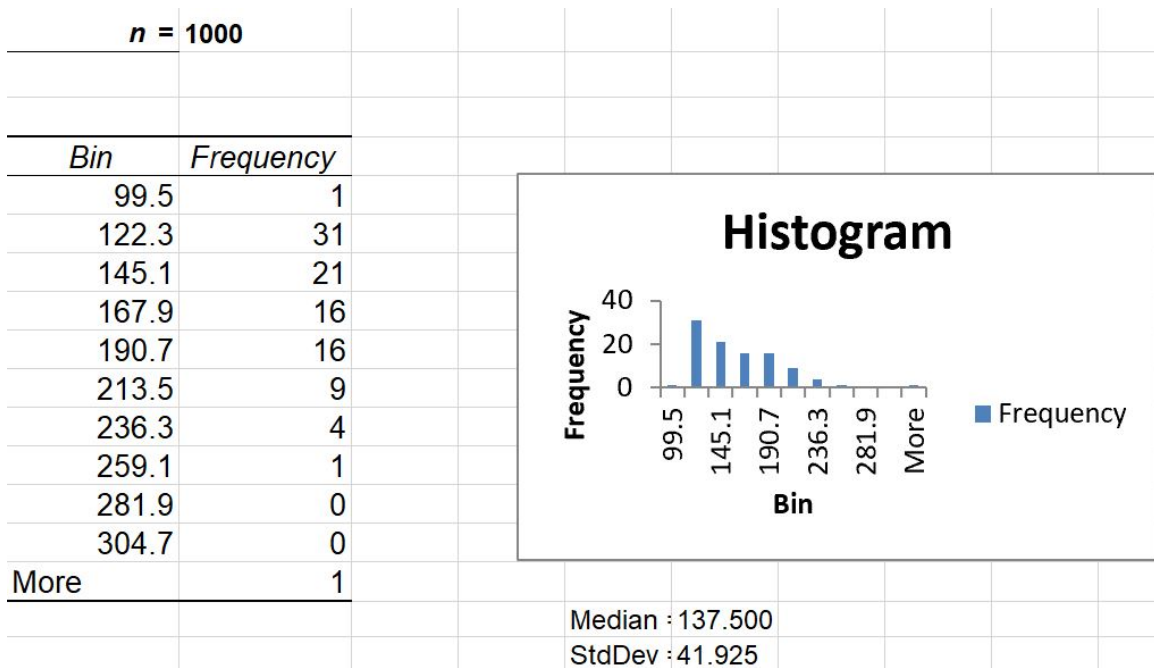 n = 1000
Bin Frequency
99.5 1
122.3 31
145.1 21
167.9 16
190.7 16
213.5 9
236.3 4
259.1 1
281.9 0
304.7 0
More 1
Histogram
40
20
0
Frequency
99.5
145.1
190.7
236.3
281.9
More
Bin
Frequency
Median : 137.500
StdDev : 41.925